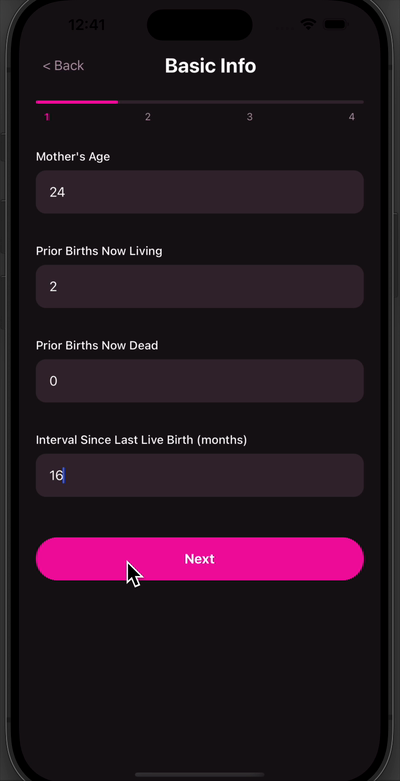 12:41
< Back
Basic Info
1 2 3 4
Mother's Age
24
Prior Births Now Living
2
Prior Births Now Dead
0
Interval Since Last Live Birth (months)
16
Next